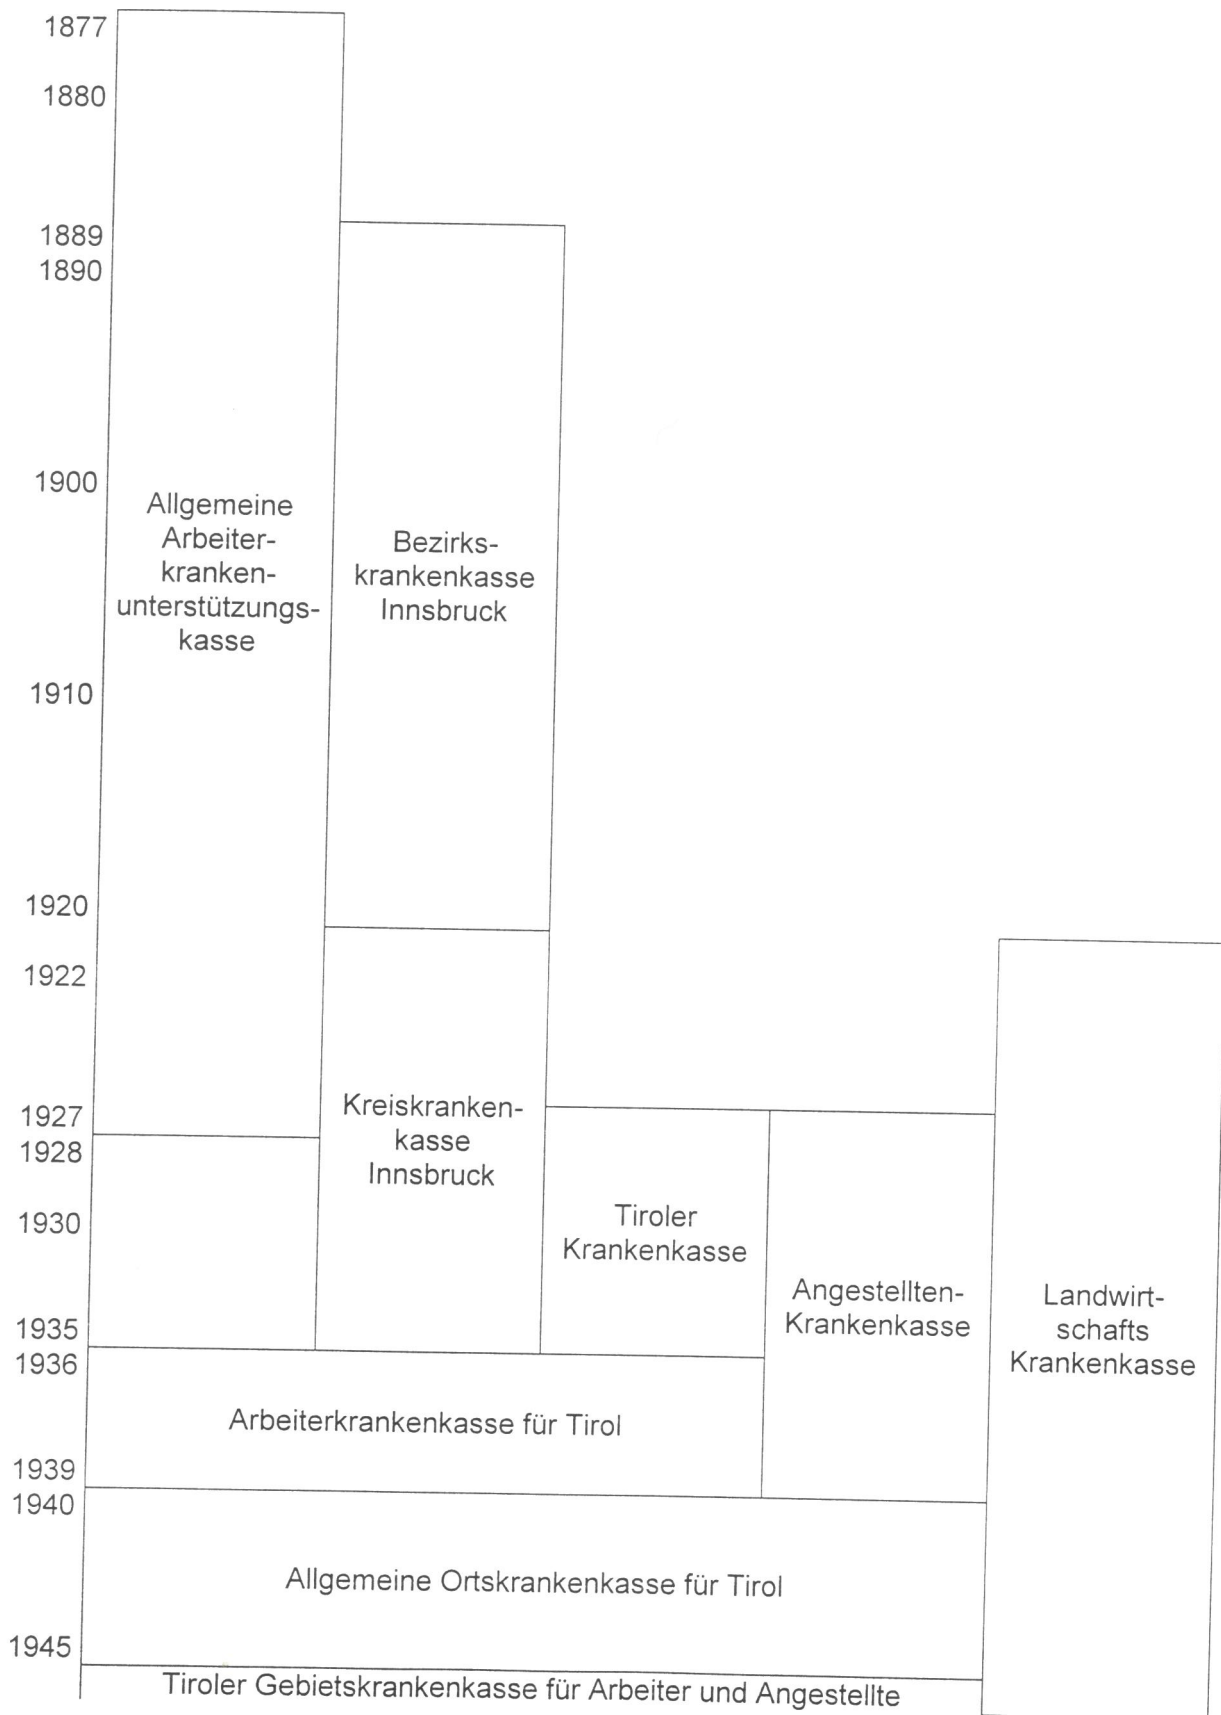 1877
1880
1889
1890
1900
Allgemeine
Arbeiter-
kranken-
unterstützungs-
kasse
Bezirks-
krankenkasse
Innsbruck
1910
1920
1922
1927
Kreiskranken-
kasse
Innsbruck
1928
1930
Tiroler
Krankenkasse
Angestellten-
Krankenkasse
Landwirt-
schafts
Krankenkasse
1935
1936
Arbeiterkrankenkasse für Tirol
1939
1940
Allgemeine Ortskrankenkasse für Tirol
1945
Tiroler Gebietskrankenkasse für Arbeiter und Angestellte